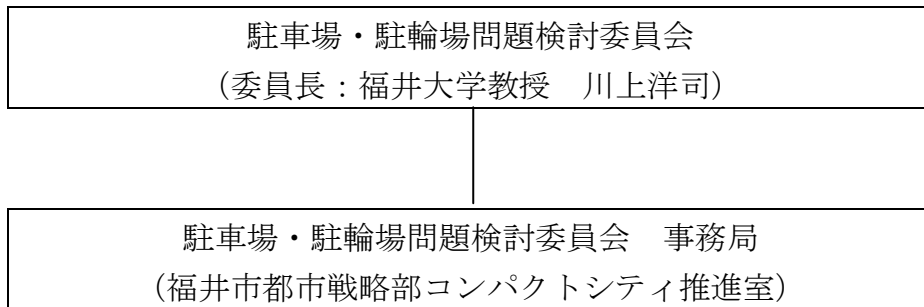 駐車場・駐輪場問題検討委員会
（委員長：福井大学教授　川上洋司）
駐車場・駐輪場問題検討委員会　事務局
（福井市都市戦略部コンパクトシティ推進室）